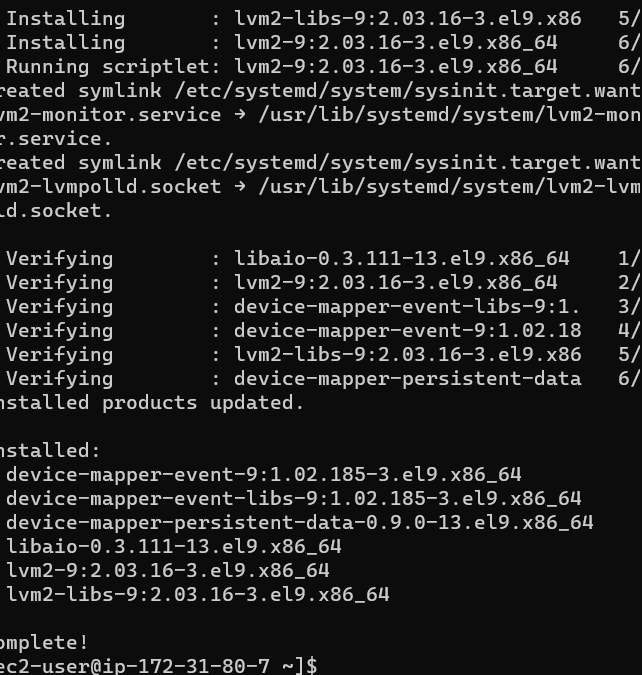 Installing : lvm2-libs-9:2.03.16-3.el9.x86 5/
Installing : lvm2-9:2.03.16-3.el9.x86_64 6/
Running scriptlet: lvm2-9:2.03.16-3.el9.x86_64 6/
reated symlink /etc/systemd/system/sysinit.target.want
vm2-monitor.service → /usr/lib/systemd/system/lvm2-mon
r.service.
reated symlink /etc/systemd/system/sysinit.target.want
vm2-lvmpolld.socket → /usr/lib/systemd/system/lvm2-lvm
ld.socket.
Verifying : libaio-0.3.111-13.el9.x86_64 1/
Verifying : lvm2-9:2.03.16-3.el9.x86_64 2/
Verifying : device-mapper-event-libs-9:1. 3/
Verifying : device-mapper-event-9:1.02.18 4/
Verifying : lvm2-libs-9:2.03.16-3.el9.x86 5/
Verifying : device-mapper-persistent-data 6/
nstalled products updated.
nstalled:
device-mapper-event-9:1.02.185-3.el9.x86_64
device-mapper-event-libs-9:1.02.185-3.el9.x86_64
device-mapper-persistent-data-0.9.0-13.el9.x86_64
libaio-0.3.111-13.el9.x86_64
lvm2-9:2.03.16-3.el9.x86_64
lvm2-libs-9:2.03.16-3.el9.x86_64
omplete!
ec2-user@ip-172-31-80-7 ~]$